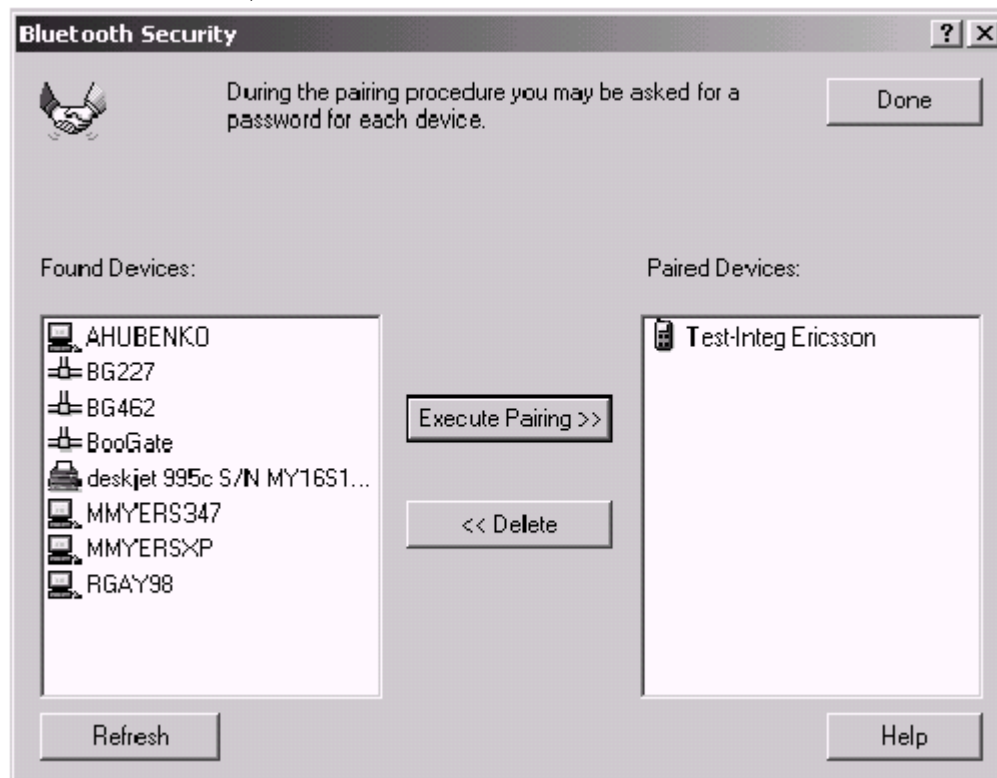 Bluetooth Security
During the pairing procedure you may be asked for a
password for each device.
Done
Found Devices:
Paired Devices:
AHUBENKO
BG227
BG462
BooGate
deskjet 995c S/N MY16S1...
MMYERS347
MMYERSXP
RGAY98
Execute Pairing >>
<< Delete
Test-Integ Ericsson
Refresh
Help